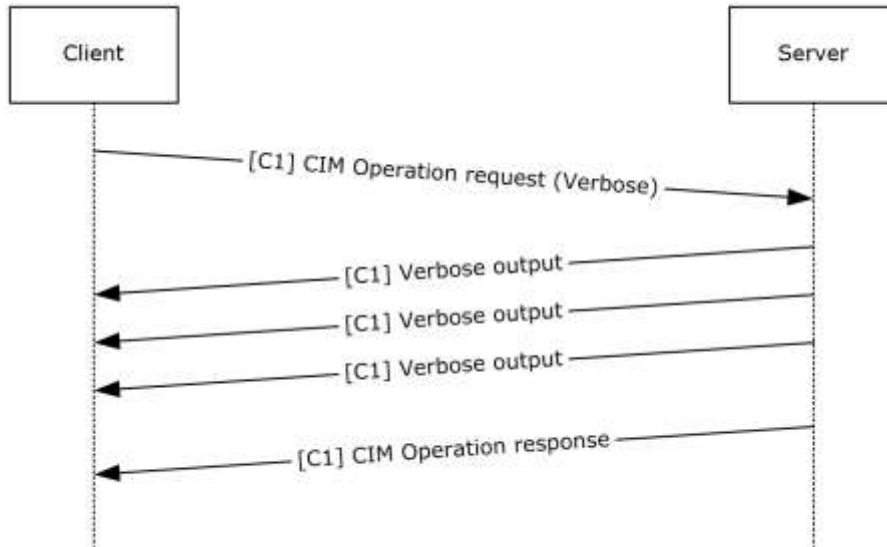 Client
Server
[C1] CIM Operation request (Verbose)
[C1] Verbose output
[C1] Verbose output
[C1] Verbose output
[C1] CIM Operation response